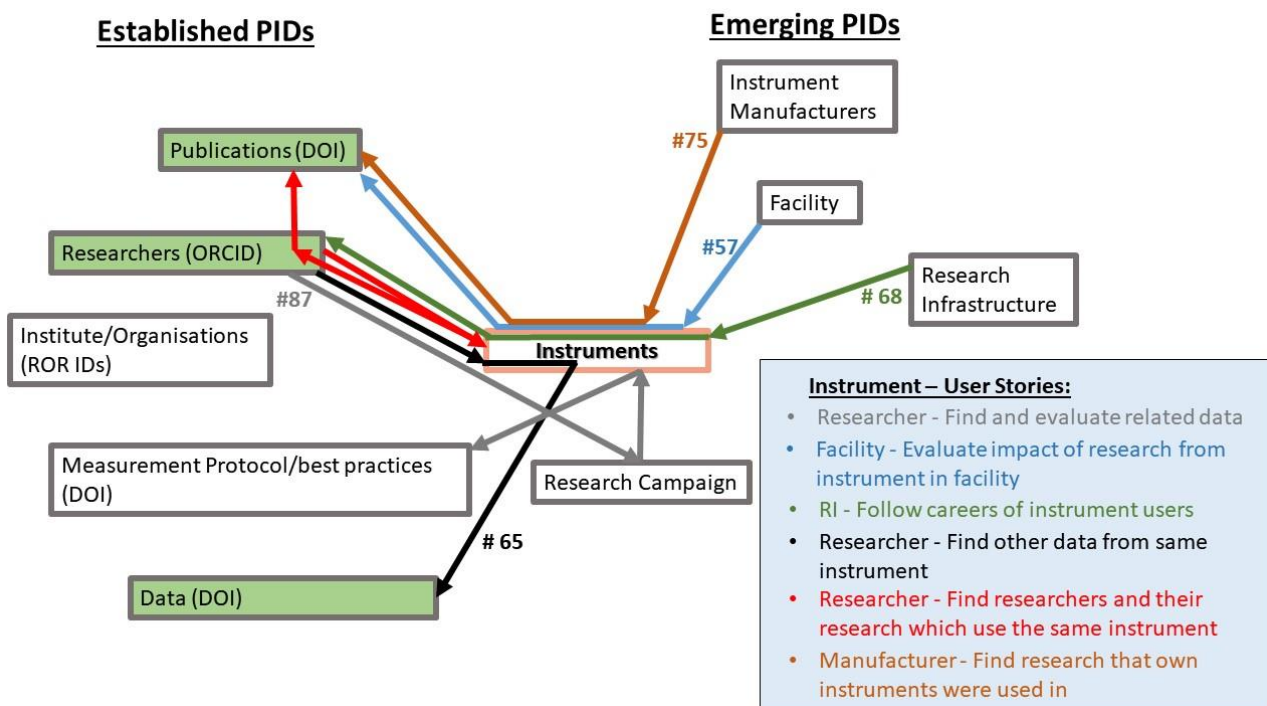 Established PIDs
Emerging PIDs
Instrument
Manufacturers
#75
Publications (DOI)
Facility
#57
Researchers (ORCID)
#87
Research
Infrastructure
# 68
Institute/Organisations
(ROR IDs)
Instruments
Measurement Protocol/best practices
(DOI)
Research Campaign
# 65
Data (DOI)
Instrument – User Stories:
• Researcher - Find and evaluate related data
• Facility - Evaluate impact of research from
instrument in facility
• RI - Follow careers of instrument users
• Researcher - Find other data from same
instrument
• Researcher - Find researchers and their
research which use the same instrument
• Manufacturer - Find research that own
instruments were used in